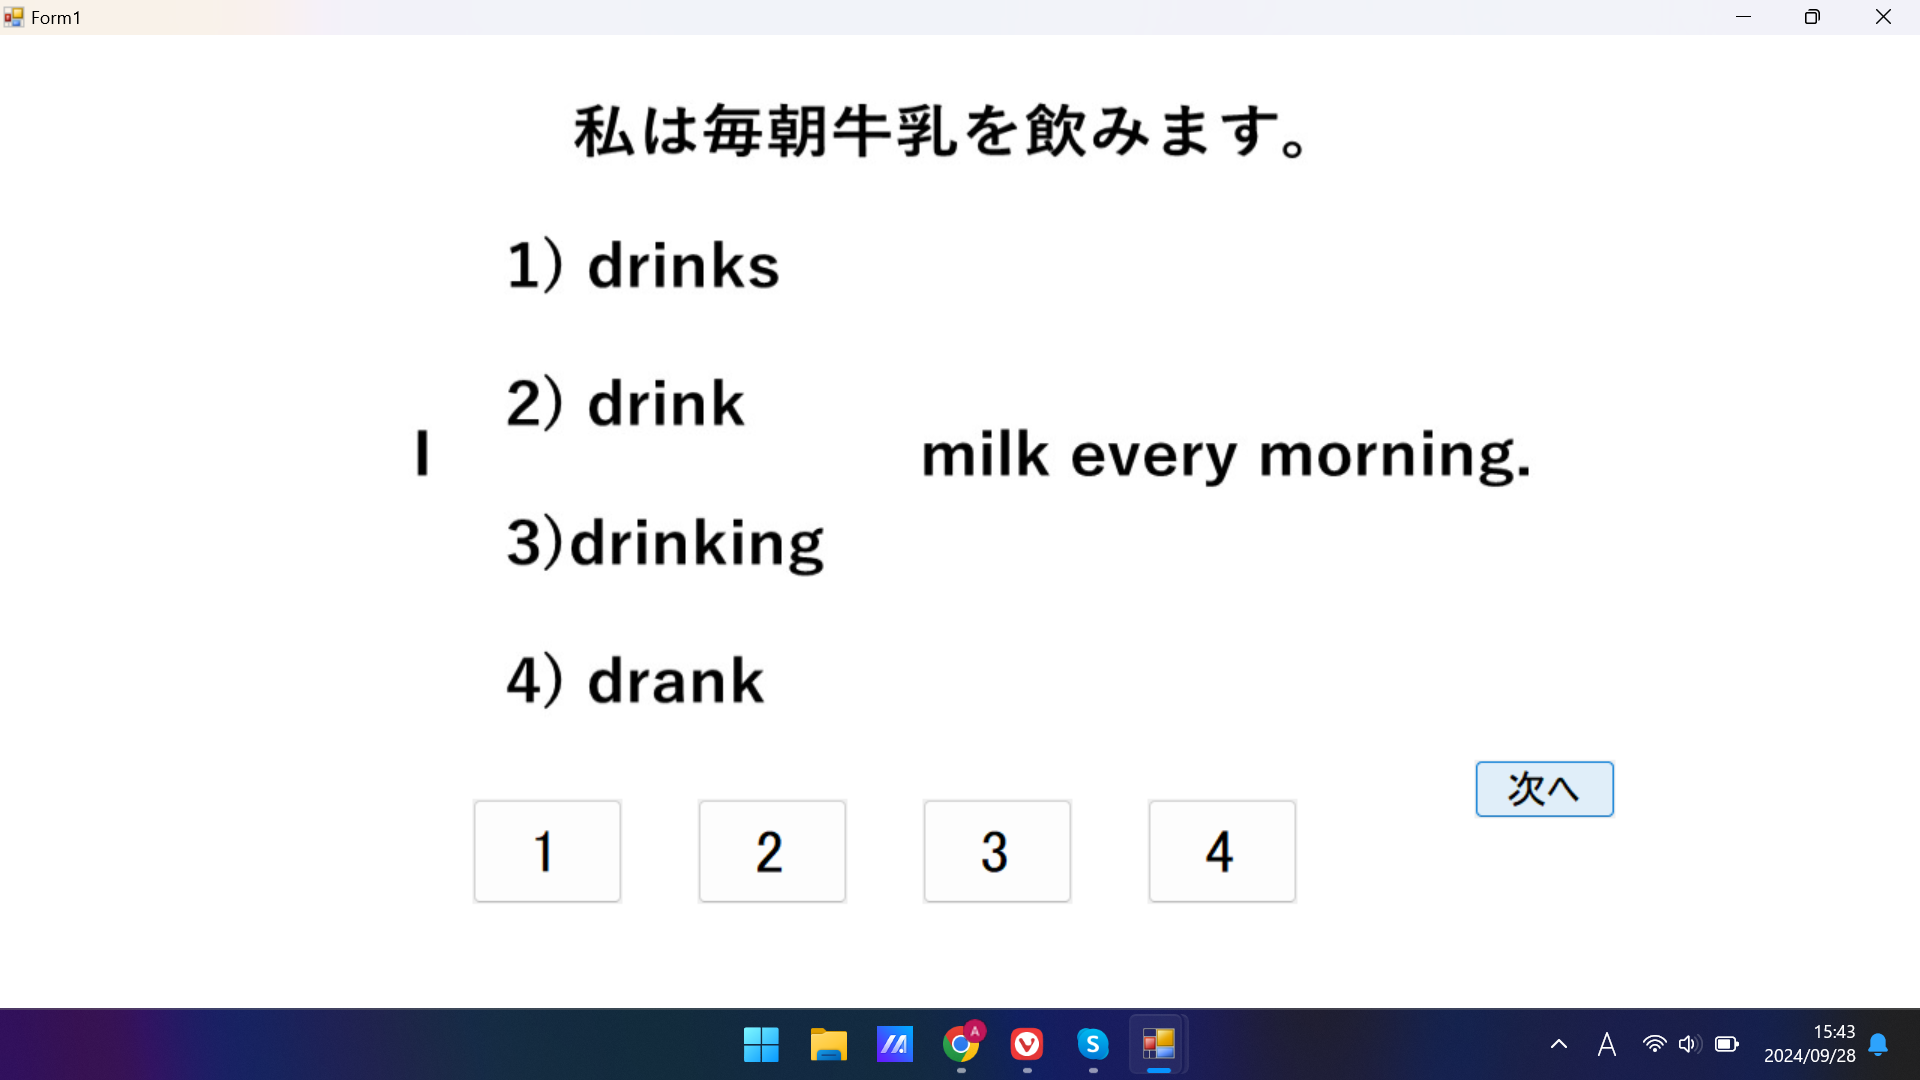 Form1
私は毎朝牛乳を飲みます。
1) drinks
2) drink
I
milk every morning.
3)drinking
4) drank
次へ
1
2
3
4
A
S
A
15:43
2024/09/28